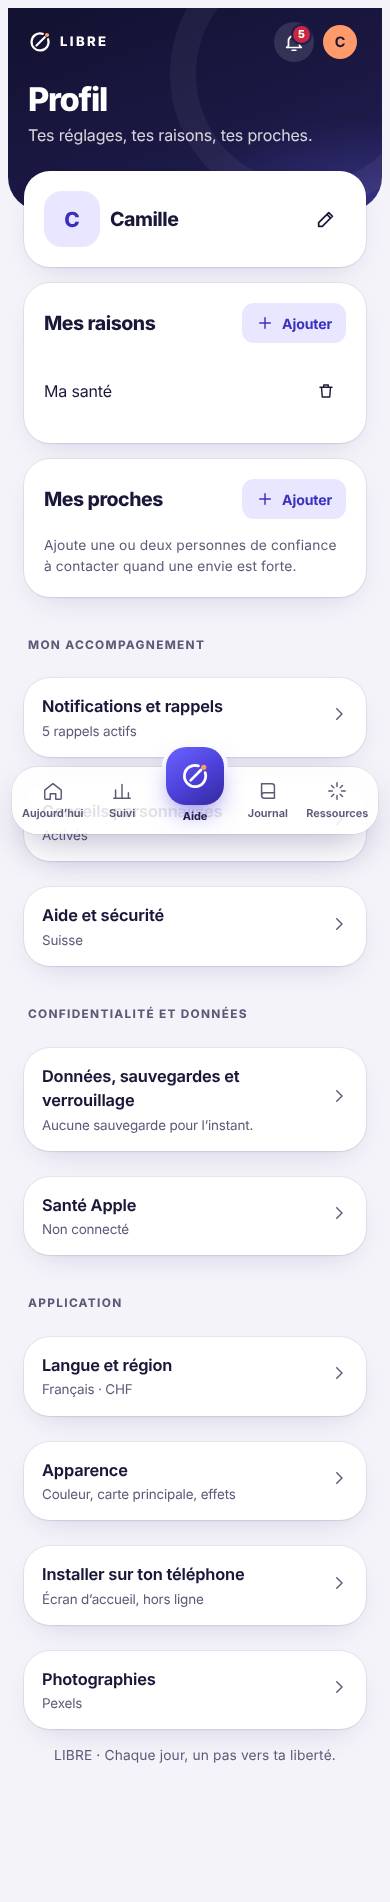 LIBRE
5
C
Profil
Tes réglages, tes raisons, tes proches.
C
Camille
Mes raisons
Ajouter
Ma santé
Mes proches
Ajouter
Ajoute une ou deux personnes de confiance
à contacter quand une envie est forte.
MON ACCOMPAGNEMENT
Notifications et rappels
5 rappels actifs
Conseils personnalisés
Aujourd’hui
Suivi
Aide
Journal
Ressources
Activés
Aide et sécurité
Suisse
CONFIDENTIALITÉ ET DONNÉES
Données, sauvegardes et
verrouillage
Aucune sauvegarde pour l’instant.
Santé Apple
Non connecté
APPLICATION
Langue et région
Français · CHF
Apparence
Couleur, carte principale, effets
Installer sur ton téléphone
Écran d’accueil, hors ligne
Photographies
Pexels
LIBRE · Chaque jour, un pas vers ta liberté.